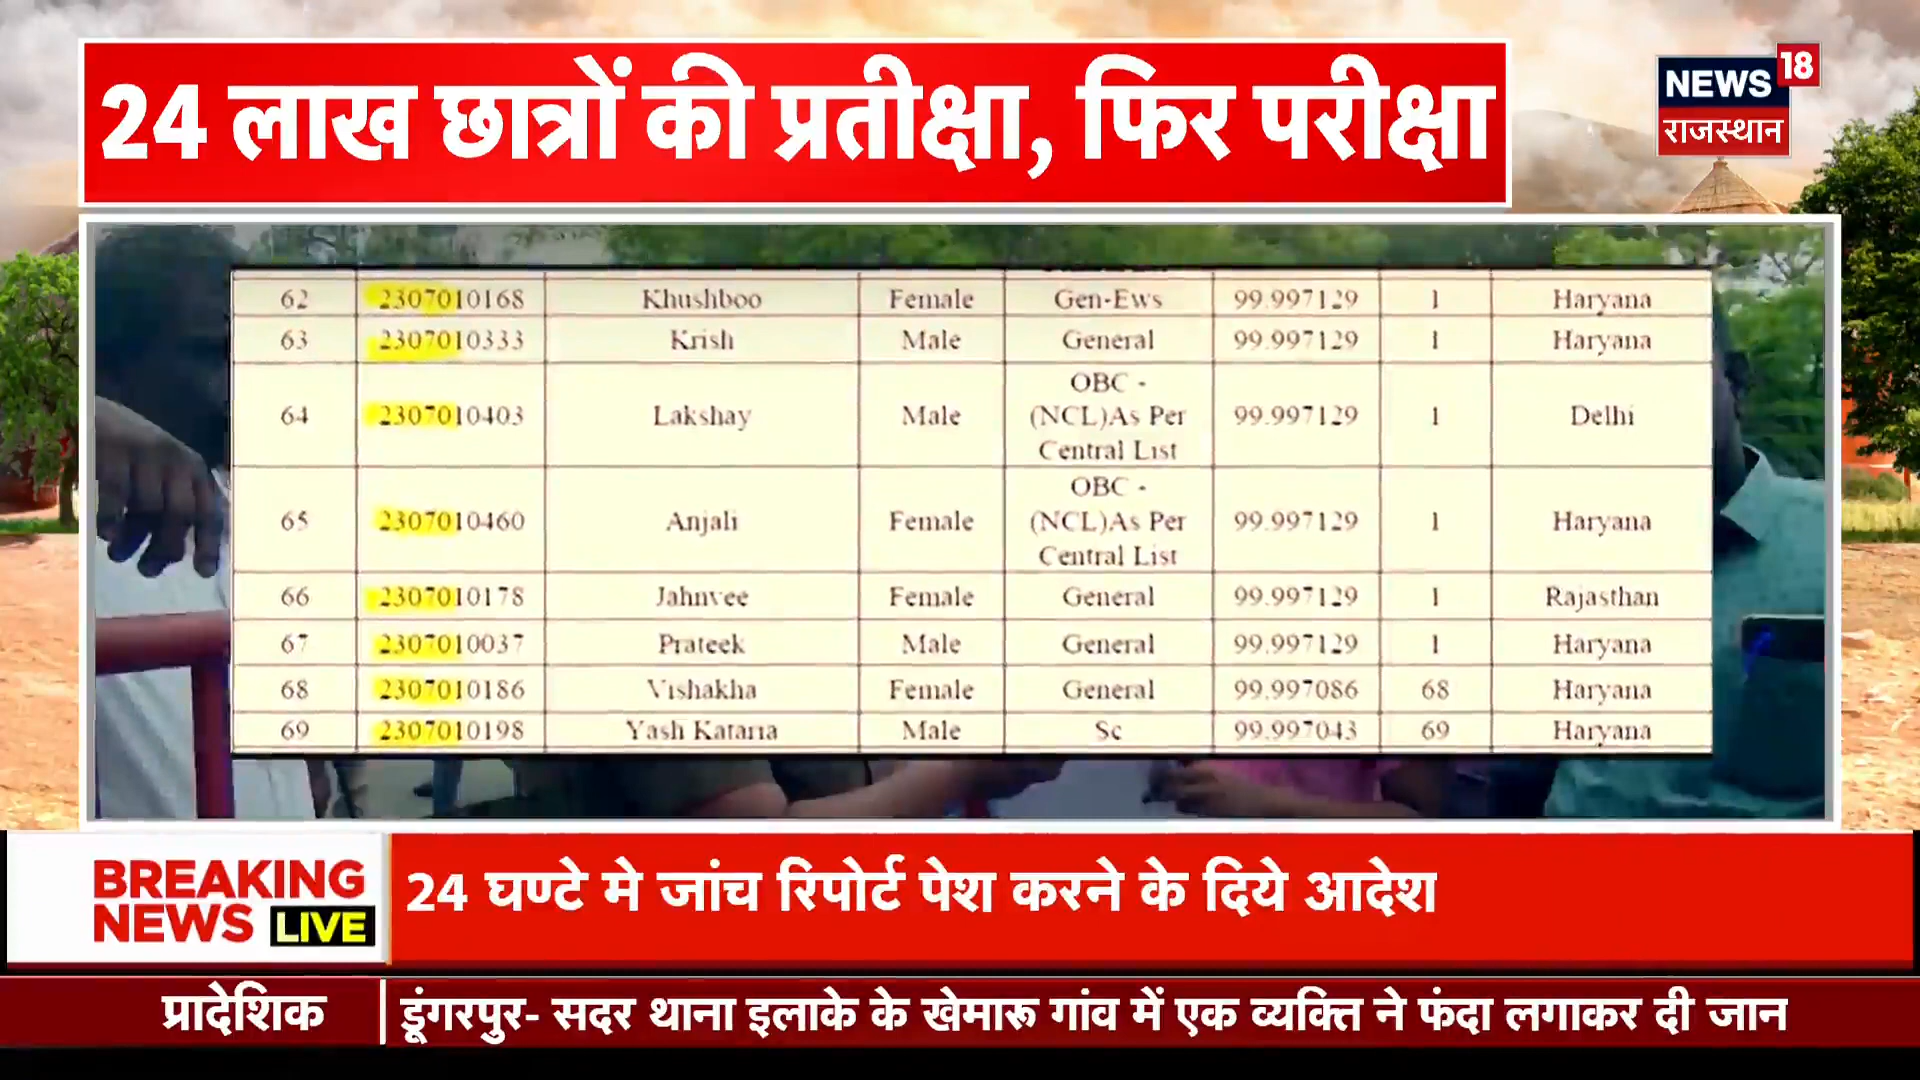 24 लाख छात्रों की प्रतीक्षा, फिर परीक्षा
NEWS 18
राजस्थान
62 2307010168 Khushboo Female Gen-Ews 99.997129 1 Haryana
63 2307010333 Krish Male General 99.997129 1 Haryana
64 2307010403 Lakshay Male OBC - (NCL)As Per Central List 99.997129 1 Delhi
65 2307010460 Anjali Female OBC - (NCL)As Per Central List 99.997129 1 Haryana
66 2307010178 Jahnvee Female General 99.997129 1 Rajasthan
67 2307010037 Prateek Male General 99.997129 1 Haryana
68 2307010186 Vishakha Female General 99.997086 68 Haryana
69 2307010198 Yash Kataria Male Sc 99.997043 69 Haryana
BREAKING
NEWS LIVE
24 घण्टे मे जांच रिपोर्ट पेश करने के दिये आदेश
प्रादेशिक
डूंगरपुर- सदर थाना इलाके के खेमारू गांव में एक व्यक्ति ने फंदा लगाकर दी जान